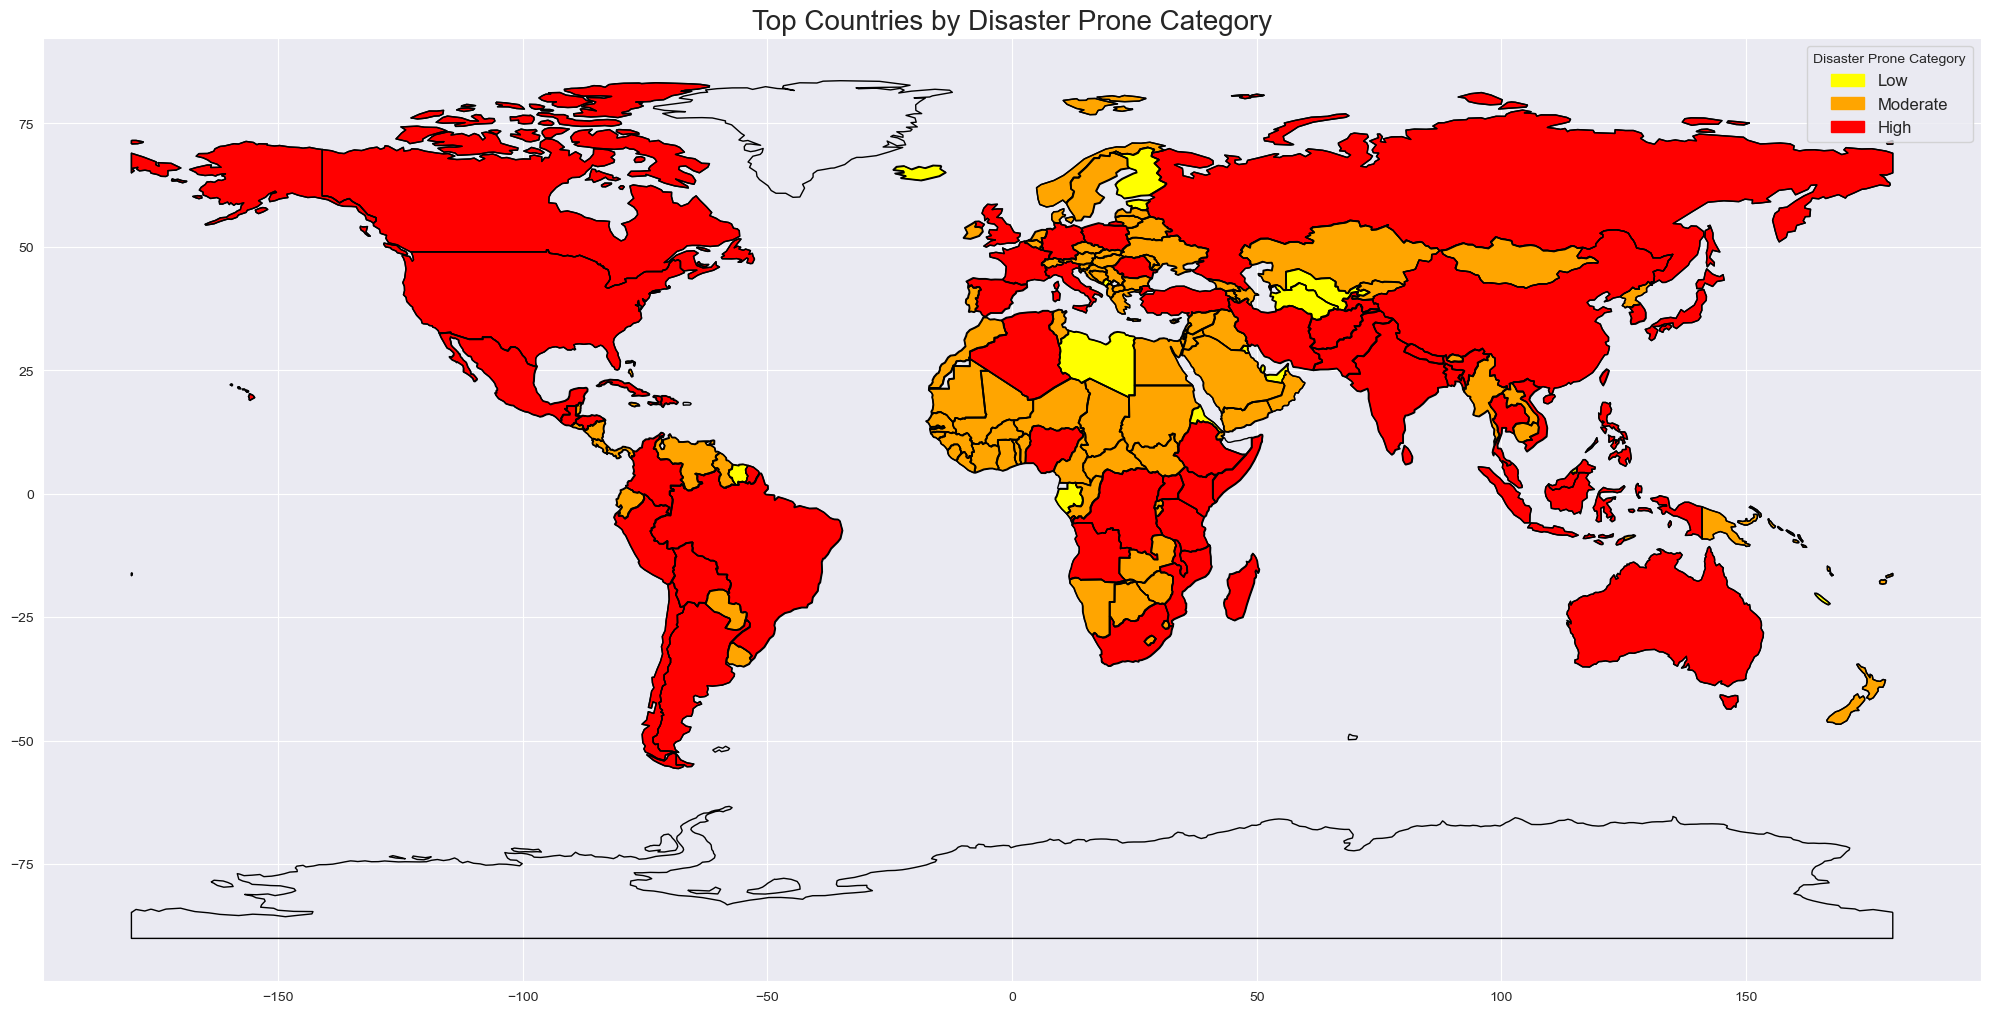 Top Countries by Disaster Prone Category
Disaster Prone Category
Low
Moderate
High
75
50
25
0
−25
−50
−75
−150
−100
−50
0
50
100
150